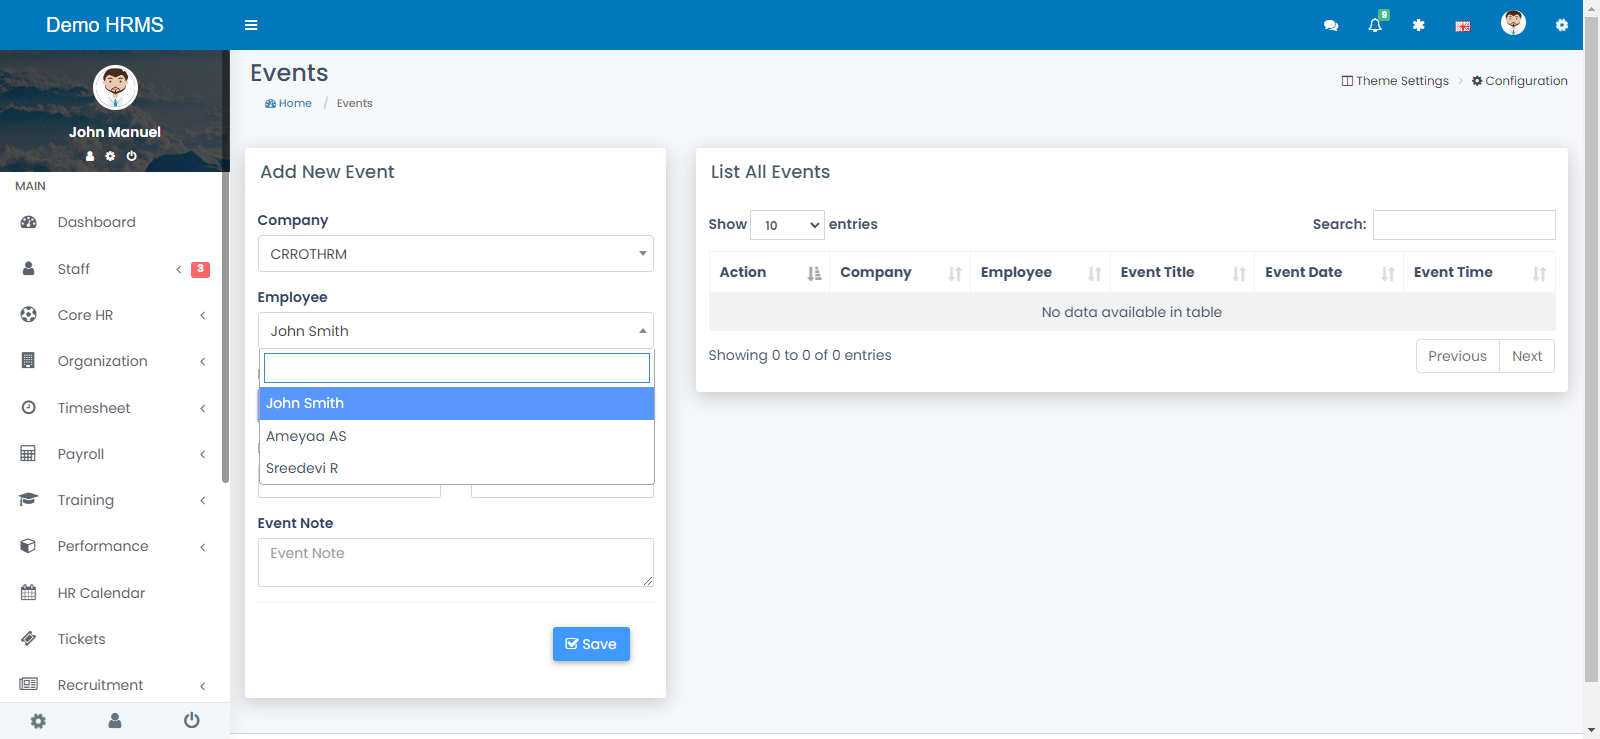 Demo HRMS
9
John Manuel
MAIN
Dashboard
Staff
3
Core HR
Organization
Timesheet
Payroll
Training
Performance
HR Calendar
Tickets
Recruitment
Events
Home / Events
Theme Settings > Configuration
Add New Event
Company
CRROTHRM
Employee
John Smith
John Smith
Ameyaa AS
Sreedevi R
Event Note
Event Note
Save
List All Events
Show 10 entries
Search:
Action Company Employee Event Title Event Date Event Time
No data available in table
Showing 0 to 0 of 0 entries
Previous Next